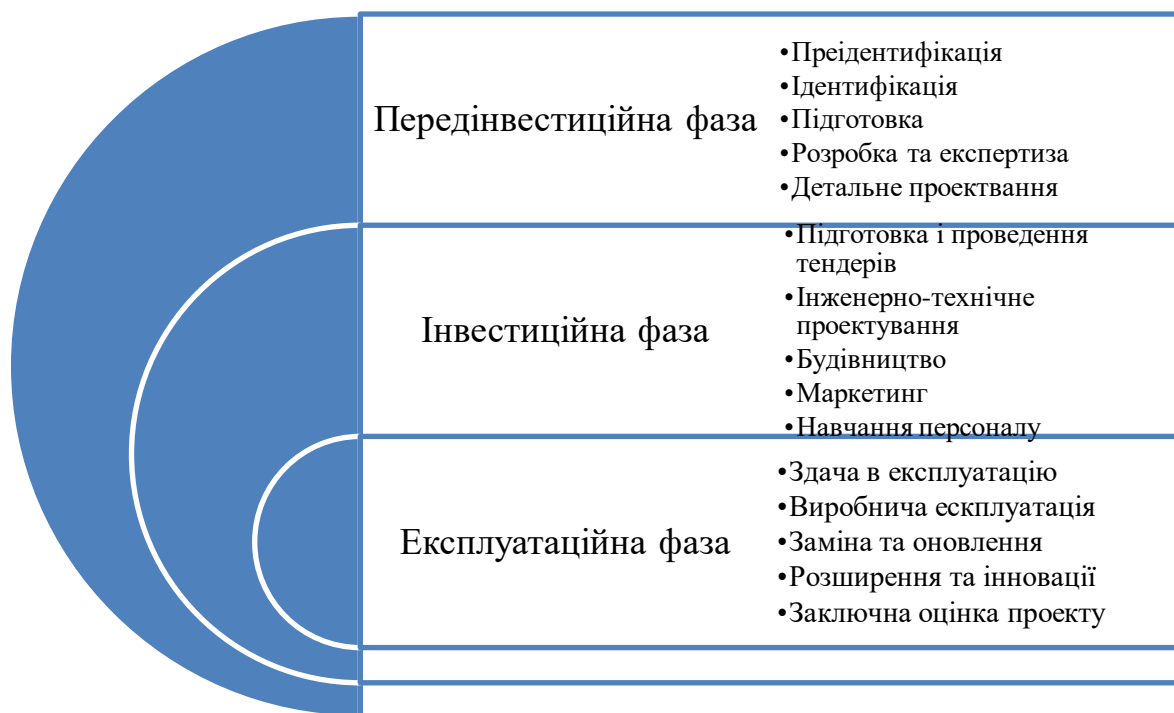 Передінвестиційна фаза
•Преідентифікація
•Ідентифікація
•Підготовка
•Розробка та експертиза
•Детальне проектвання
Інвестиційна фаза
•Підготовка і проведення
тендерів
•Інженерно-технічне
проектування
•Будівництво
•Маркетинг
•Навчання персоналу
Експлуатаційна фаза
•Здача в експлуатацію
•Виробнича ескплуатація
•Заміна та оновлення
•Розширення та інновації
•Заключна оцінка проекту